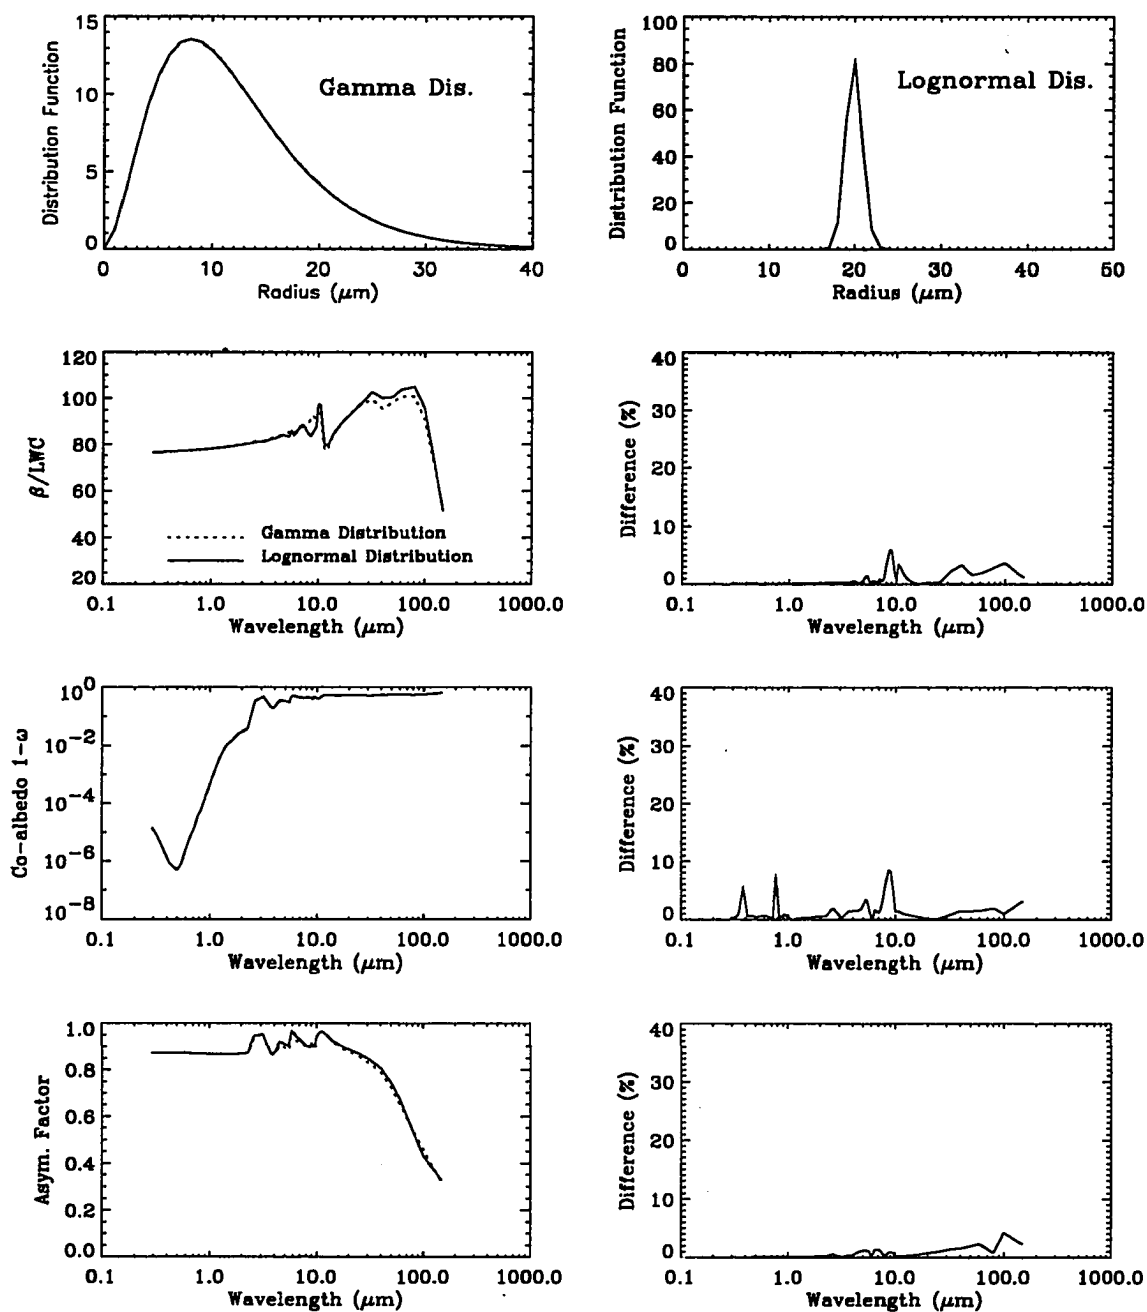 15
10
5
0
Distribution Function
Gamma Dis.
0 10 20 30 40
Radius (μm)
100
80
60
40
20
0
Distribution Function
Lognormal Dis.
0 10 20 30 40 50
Radius (μm)
120
100
80
60
40
20
β/LWC
Gamma Distribution
Lognormal Distribution
0.1 1.0 10.0 100.0 1000.0
Wavelength (μm)
40
30
20
10
0
Difference (%)
0.1 1.0 10.0 100.0 1000.0
Wavelength (μm)
10⁰
10⁻²
10⁻⁴
10⁻⁶
10⁻⁸
Co-albedo 1-ω
0.1 1.0 10.0 100.0 1000.0
Wavelength (μm)
40
30
20
10
0
Difference (%)
0.1 1.0 10.0 100.0 1000.0
Wavelength (μm)
1.0
0.8
0.6
0.4
0.2
0.0
Asym. Factor
0.1 1.0 10.0 100.0 1000.0
Wavelength (μm)
40
30
20
10
0
Difference (%)
0.1 1.0 10.0 100.0 1000.0
Wavelength (μm)